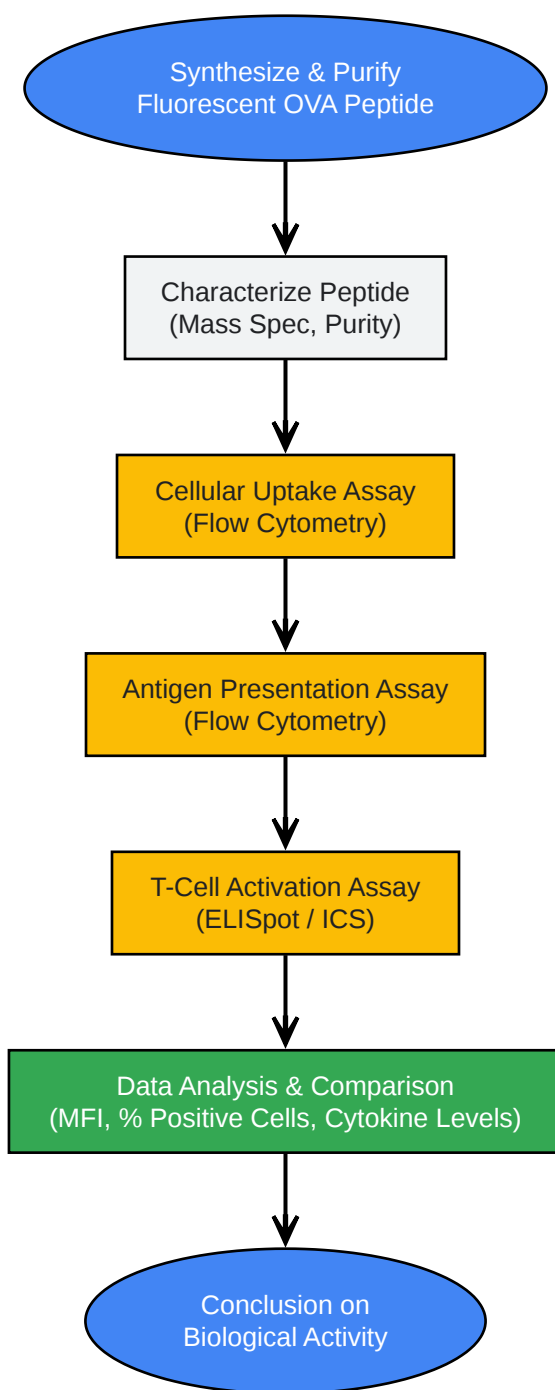 Synthesize & Purify
Fluorescent OVA Peptide
Characterize Peptide
(Mass Spec, Purity)
Cellular Uptake Assay
(Flow Cytometry)
Antigen Presentation Assay
(Flow Cytometry)
T-Cell Activation Assay
(ELISpot / ICS)
Data Analysis & Comparison
(MFI, % Positive Cells, Cytokine Levels)
Conclusion on
Biological Activity